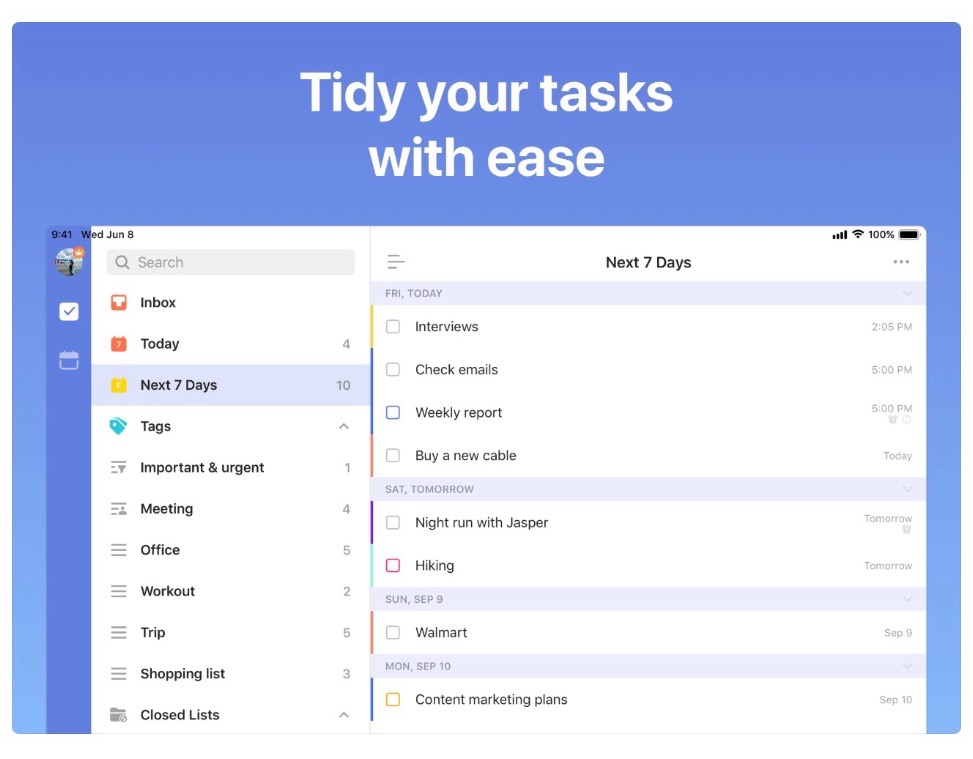 Tidy your tasks
with ease
9:41 Wed Jun 8
100%
Search
Inbox
Today 4
Next 7 Days 10
Tags
Important & urgent 1
Meeting 4
Office 5
Workout 2
Trip 5
Shopping list 3
Closed Lists
Next 7 Days
FRI, TODAY
Interviews 2:05 PM
Check emails 5:00 PM
Weekly report 5:00 PM
Buy a new cable Today
SAT, TOMORROW
Night run with Jasper Tomorrow
Hiking Tomorrow
SUN, SEP 9
Walmart Sep 9
MON, SEP 10
Content marketing plans Sep 10